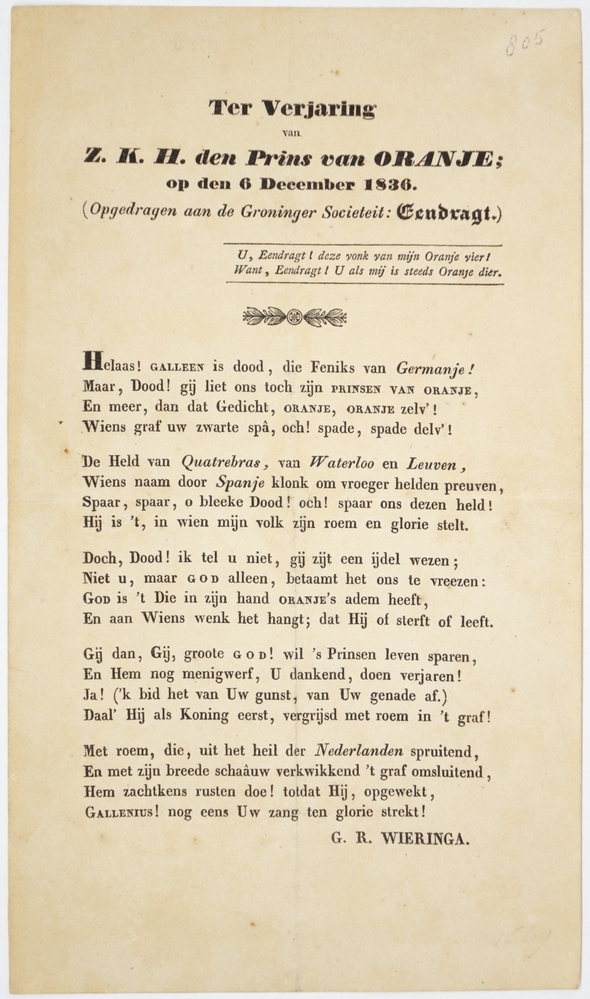 805
Ter Verjaring
van
Z. K. H. den Prins van ORANJE;
op den 6 December 1836.
(Opgedragen aan de Groninger Societeit: Eendragt.)
U, Eendragt! deze vonk van mijn Oranje vier!
Want, Eendragt! U als mij is steeds Oranje dier.
Helaas! GALLEEN is dood, die Feniks van Germanje!
Maar, Dood! gij liet ons toch zijn PRINSEN VAN ORANJE,
En meer, dan dat Gedicht, ORANJE, ORANJE zelv'!
Wiens graf uw zwarte spâ, och! spade, spade delv'!
De Held van Quatrebras, van Waterloo en Leuven,
Wiens naam door Spanje klonk om vroeger helden preuven,
Spaar, spaar, o bleeke Dood! och! spaar ons dezen held!
Hij is 't, in wien mijn volk zijn roem en glorie stelt.
Doch, Dood! ik tel u niet, gij zijt een ijdel wezen;
Niet u, maar GOD alleen, betaamt het ons te vreezen:
GOD is 't Die in zijn hand ORANJE's adem heeft,
En aan Wiens wenk het hangt; dat Hij of sterft of leeft.
Gij dan, Gij, groote GOD! wil 's Prinsen leven sparen,
En Hem nog menigwerf, U dankend, doen verjaren!
Ja! ('k bid het van Uw gunst, van Uw genade af.)
Daal' Hij als Koning eerst, vergrijsd met roem in 't graf!
Met roem, die, uit het heil der Nederlanden spruitend,
En met zijn breede schaâuw verkwikkend 't graf omsluitend,
Hem zachtkens rusten doe! totdat Hij, opgewekt,
GALLENIUS! nog eens Uw zang ten glorie strekt!
G. R. WIERINGA.